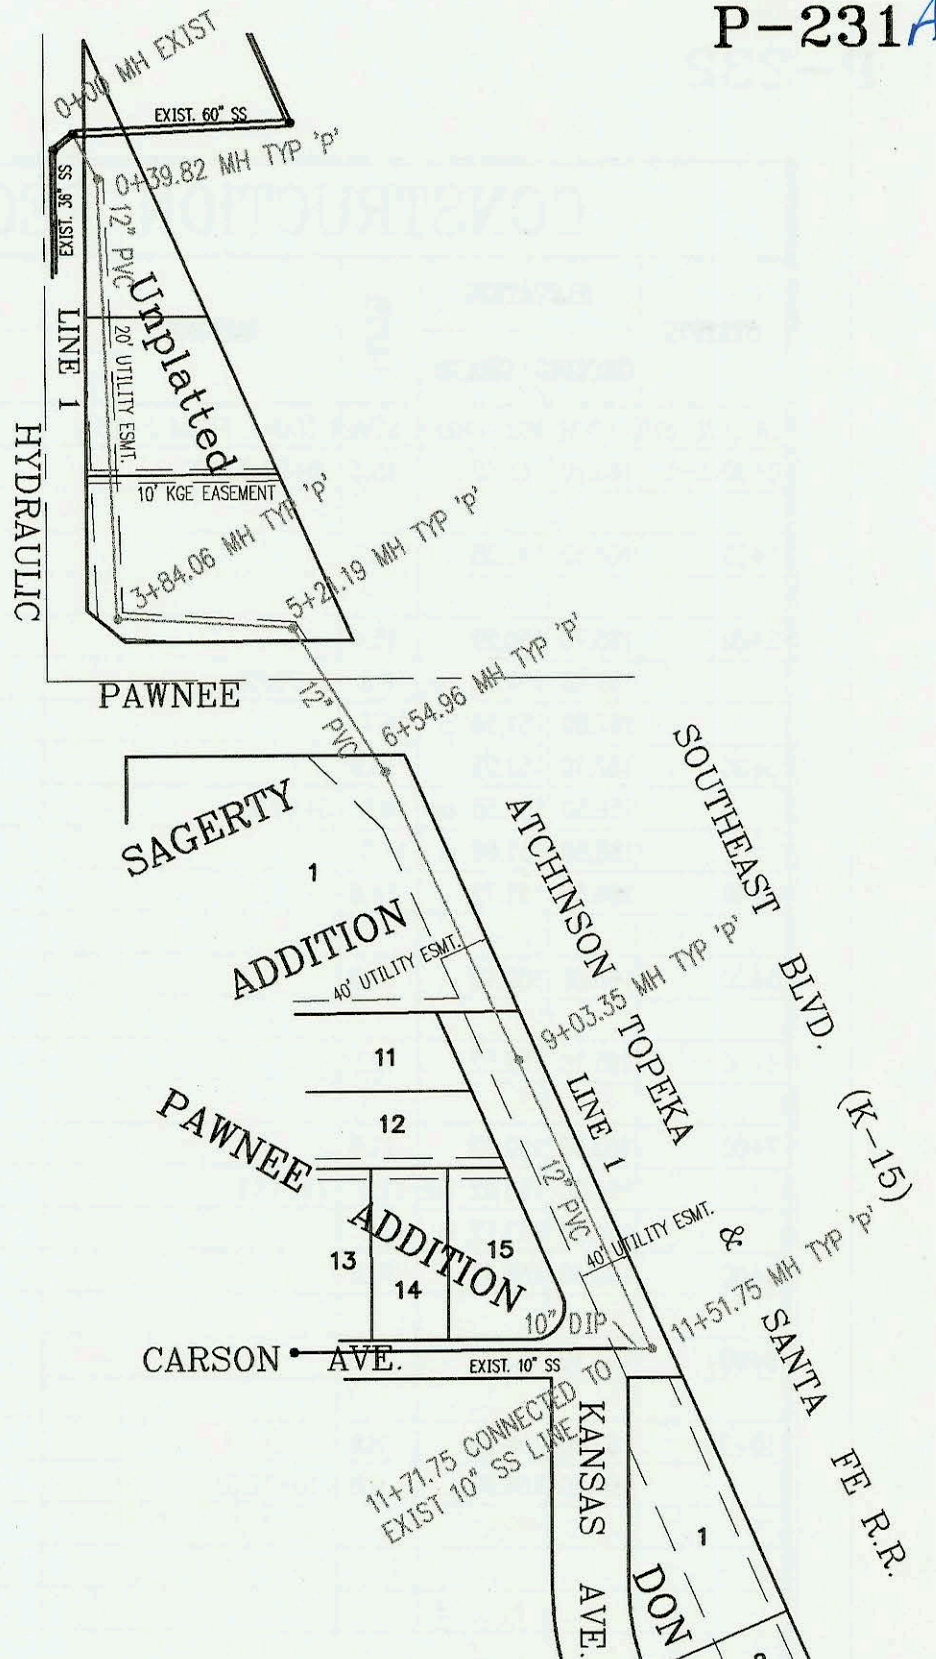 P-231A
0+00 MH EXIST
EXIST. 60" SS
0+39.82 MH TYP 'P'
EXIST. 36" SS
12" PVC
Unplatted
LINE 1
20' UTILITY ESMT.
HYDRAULIC
10' KGE EASEMENT
3+84.06 MH TYP 'P'
5+21.19 MH TYP 'P'
PAWNEE
12" PVC
6+54.96 MH TYP 'P'
SOUTHEAST BLVD. (K-15)
SAGERTY
1
ADDITION
ATCHINSON TOPEKA & SANTA FE R.R.
40' UTILITY ESMT.
9+03.35 MH TYP 'P'
11
LINE 1
12
PAWNEE
12" PVC
ADDITION
13
14
15
40' UTILITY ESMT.
10" DIP
11+51.75 MH TYP 'P'
CARSON AVE.
EXIST. 10" SS
11+71.75 CONNECTED TO
EXIST 10" SS LINE
KANSAS AVE.
1
DON